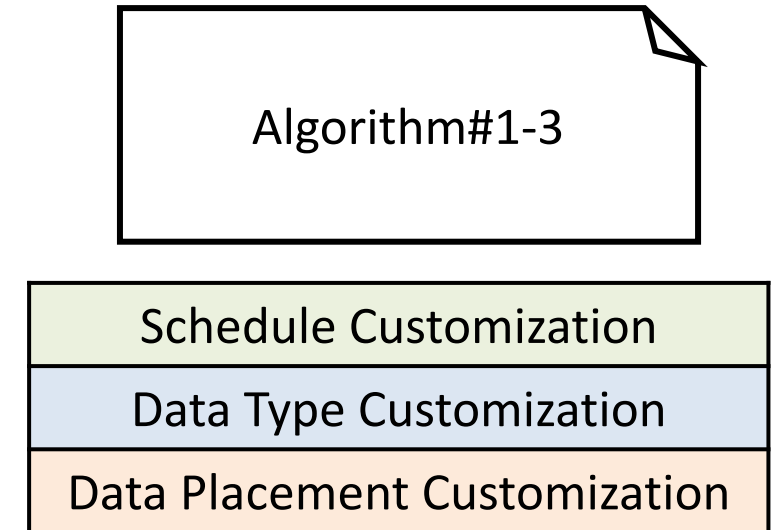 Algorithm#1-3
Schedule Customization
Data Type Customization
Data Placement Customization